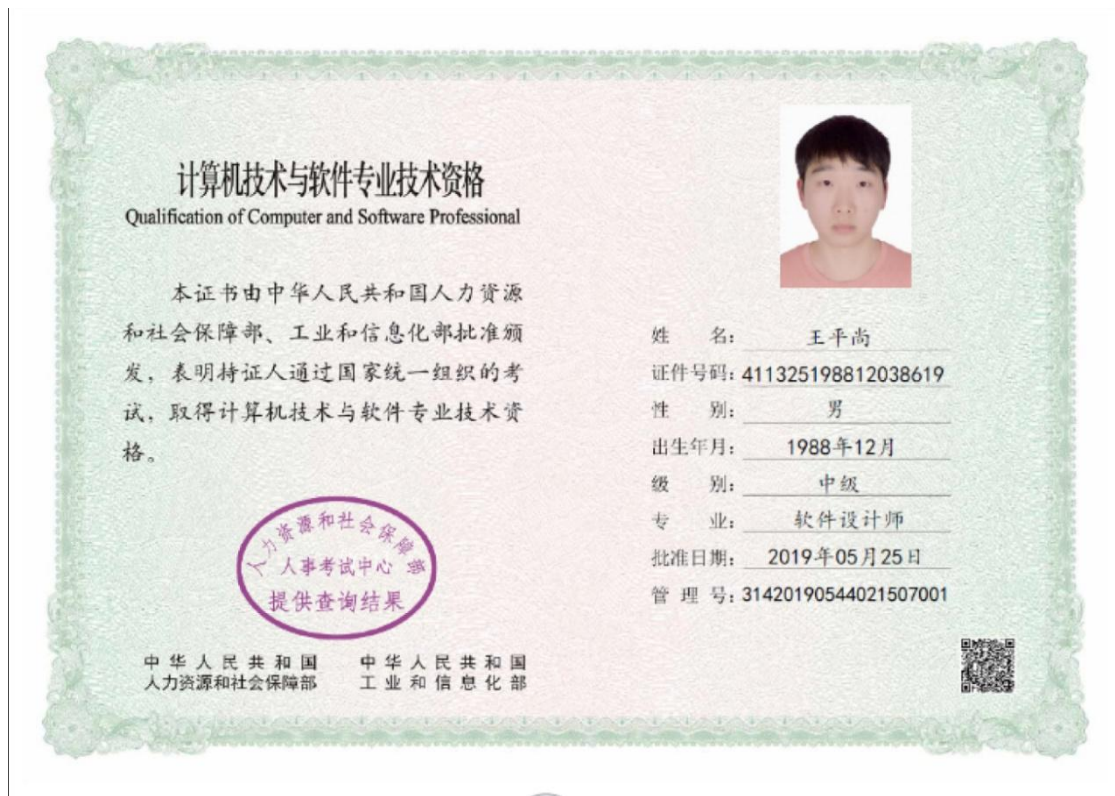 计算机技术与软件专业技术资格
Qualification of Computer and Software Professional
本证书由中华人民共和国人力资源
和社会保障部、工业和信息化部批准颁
发，表明持证人通过国家统一组织的考
试，取得计算机技术与软件专业技术资
格。
人力资源和社会保障部
人事考试中心
提供查询结果
中华人民共和国
人力资源和社会保障部
中华人民共和国
工业和信息化部
姓 名：王平尚
证件号码：411325198812038619
性 别：男
出生年月：1988年12月
级 别：中级
专 业：软件设计师
批准日期：2019年05月25日
管 理 号：31420190544021507001